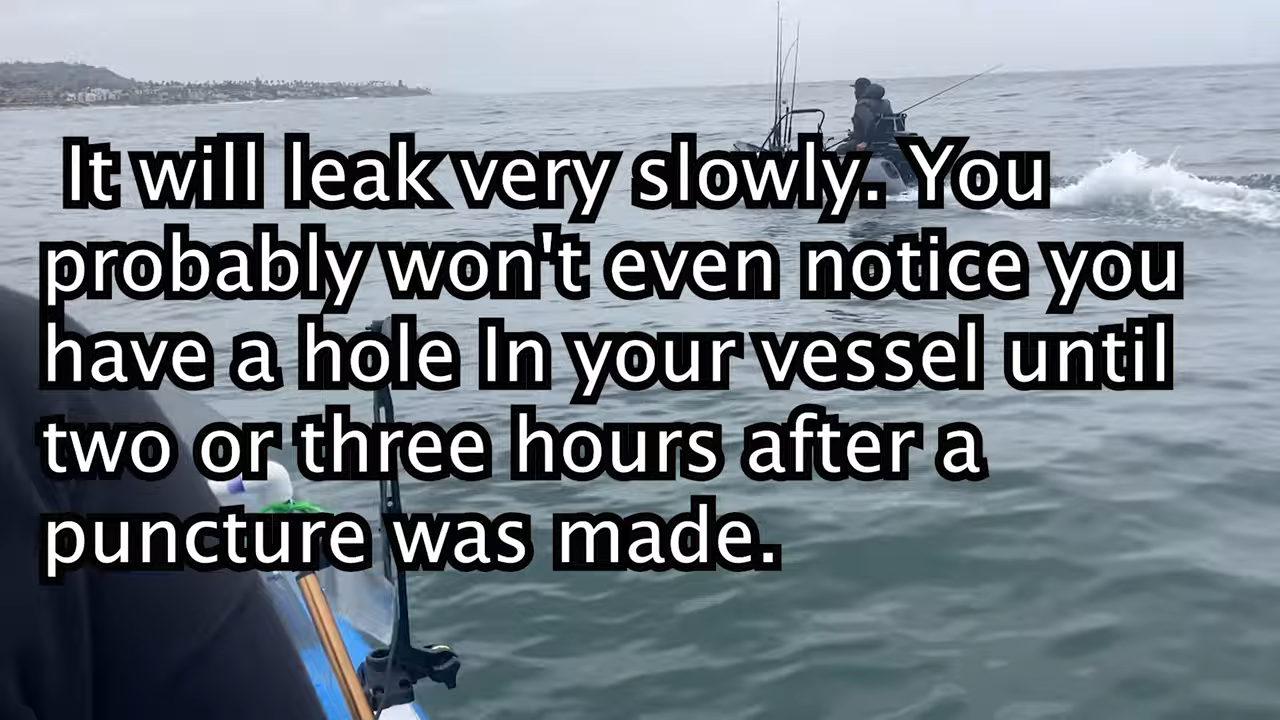 It will leak very slowly. You
probably won't even notice you
have a hole In your vessel until
two or three hours after a
puncture was made.